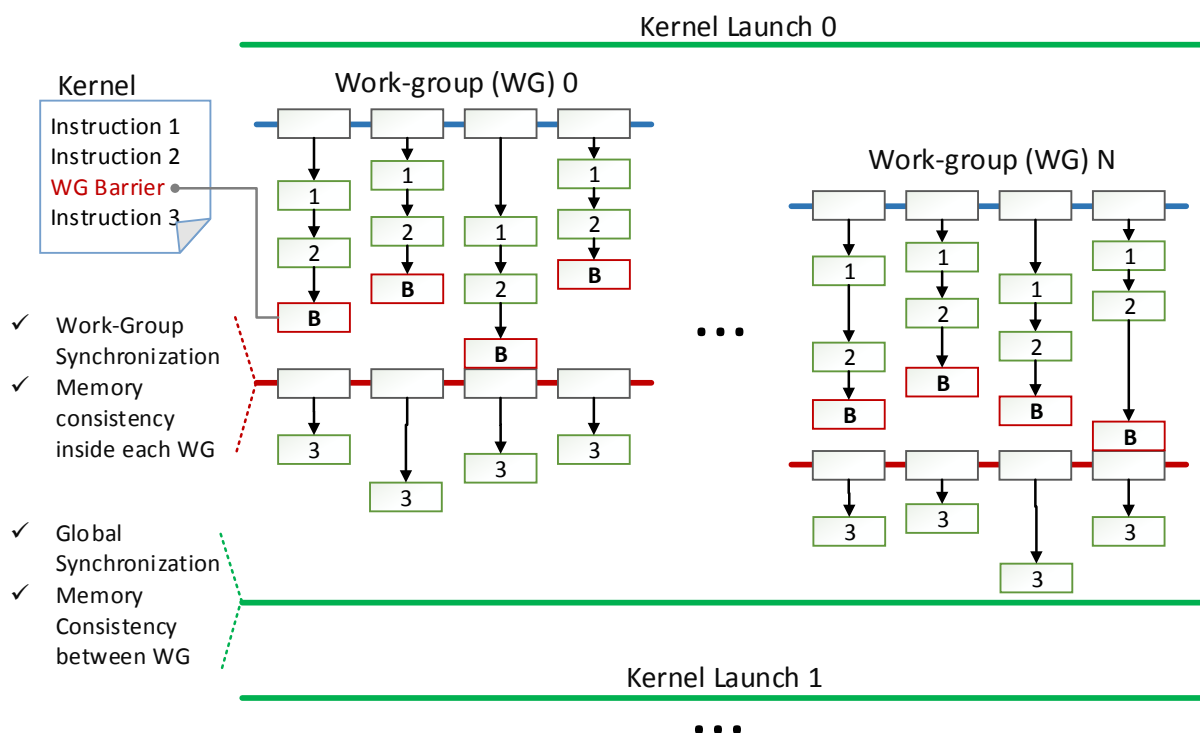 Kernel Launch 0
Kernel
Instruction 1
Instruction 2
WG Barrier
Instruction 3
Work-group (WG) 0
1
2
B
1
2
B
1
2
B
1
2
B
3
3
3
3
...
Work-group (WG) N
1
2
B
1
2
B
1
2
B
1
2
B
3
3
3
3
✓ Work-Group
Synchronization
✓ Memory
consistency
inside each WG
✓ Global
Synchronization
✓ Memory
Consistency
between WG
Kernel Launch 1
...